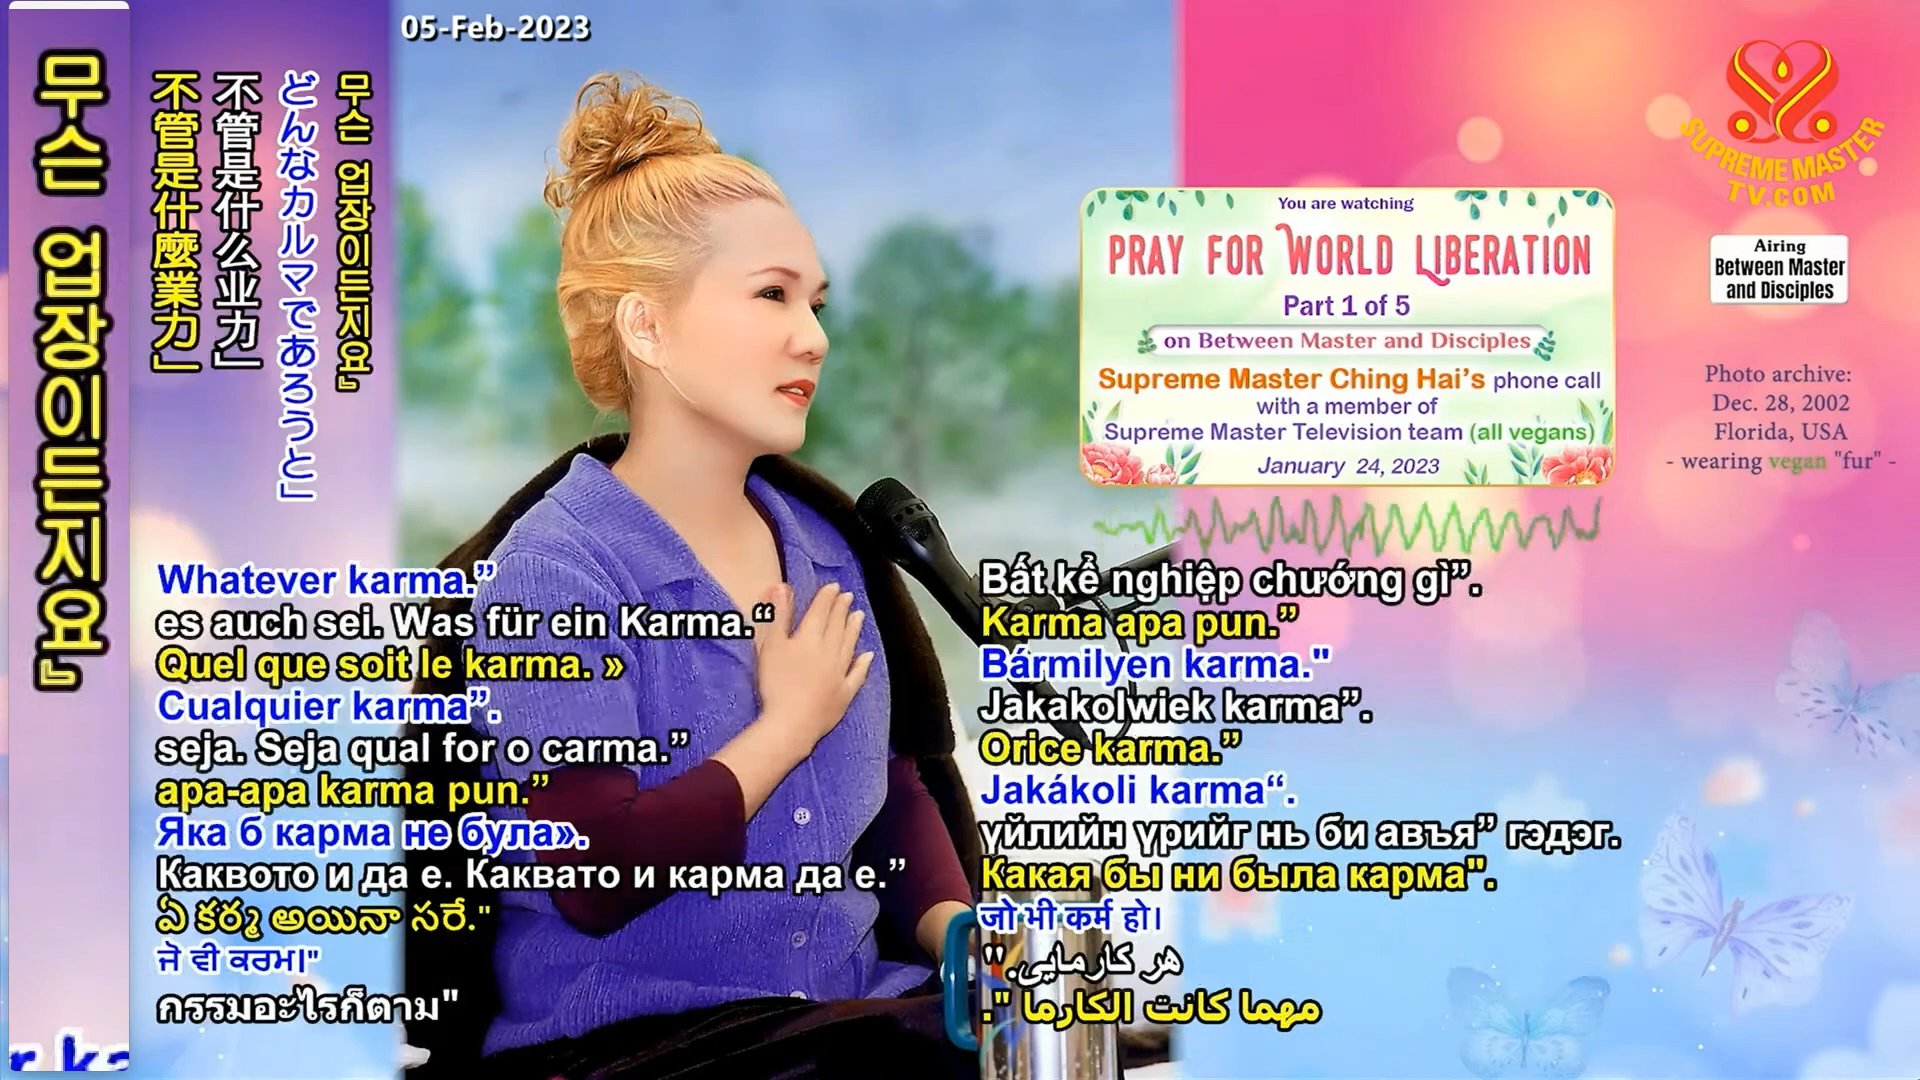 05-Feb-2023
무슨 업장이든지요』
不管是什麼業力」
不管是什么业力」
どんなカルマであろうと」
무슨 업장이든지요』
SUPREME MASTER
TV.COM
Airing
Between Master
and Disciples
You are watching
PRAY FOR WORLD LIBERATION
Part 1 of 5
on Between Master and Disciples
Supreme Master Ching Hai’s phone call
with a member of
Supreme Master Television team (all vegans)
January 24, 2023
Photo archive:
Dec. 28, 2002
Florida, USA
- wearing vegan "fur" -
Whatever karma.”
es auch sei. Was für ein Karma.“
Quel que soit le karma. »
Cualquier karma”.
seja. Seja qual for o carma.”
apa-apa karma pun.”
Яка б карма не була».
Каквото и да е. Каквато и карма да е.”
ఏ కర్మ అయినా సరే."
ਜੋ ਵੀ ਕਰਮ।"
กรรมอะไรก็ตาม"
Bất kể nghiệp chướng gì”.
Karma apa pun.”
Bármilyen karma."
Jakakolwiek karma”.
Orice karma.”
Jakákoli karma“.
үйлийн үрийг нь би авъя” гэдэг.
Какая бы ни была карма".
जो भी कर्म हो।
هر کارمایی."
مهما كانت الكارما ".